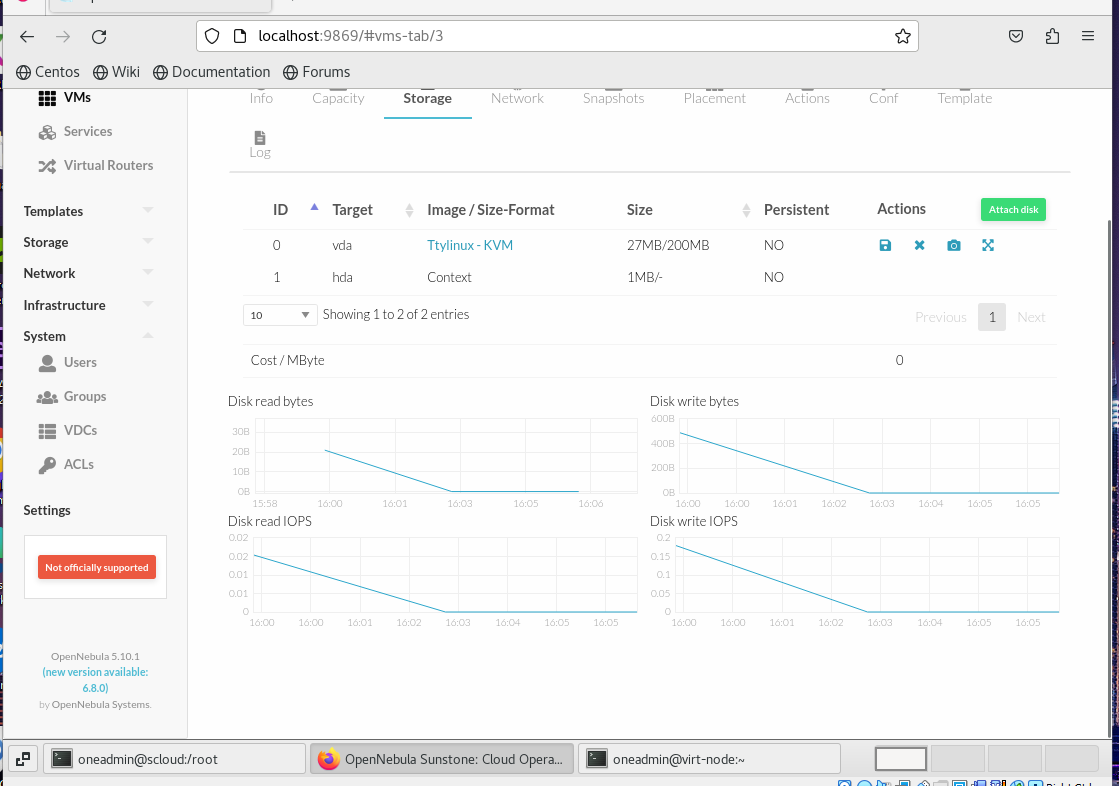 localhost:9869/#vms-tab/3
Centos Wiki Documentation Forums
VMs
Services
Virtual Routers
Templates
Storage
Network
Infrastructure
System
Users
Groups
VDCs
ACLs
Settings
Not officially supported
OpenNebula 5.10.1
(new version available:
6.8.0)
by OpenNebula Systems.
Info Capacity Storage Network Snapshots Placement Actions Conf Template
Log
ID Target Image / Size-Format Size Persistent Actions Attach disk
0 vda Ttylinux - KVM 27MB/200MB NO
1 hda Context 1MB/- NO
10 Showing 1 to 2 of 2 entries Previous 1 Next
Cost / MByte 0
Disk read bytes
30B
20B
10B
0B
15:58 16:00 16:01 16:03 16:05 16:06
Disk write bytes
600B
400B
200B
0B
16:00 16:00 16:01 16:02 16:03 16:04 16:05 16:05
Disk read IOPS
0.02
0.02
0.01
0.01
0
16:00 16:00 16:01 16:02 16:03 16:04 16:05 16:05
Disk write IOPS
0.2
0.15
0.1
0.05
0
16:00 16:00 16:01 16:02 16:03 16:04 16:05 16:05
oneadmin@scloud:/root OpenNebula Sunstone: Cloud Opera... oneadmin@virt-node:~